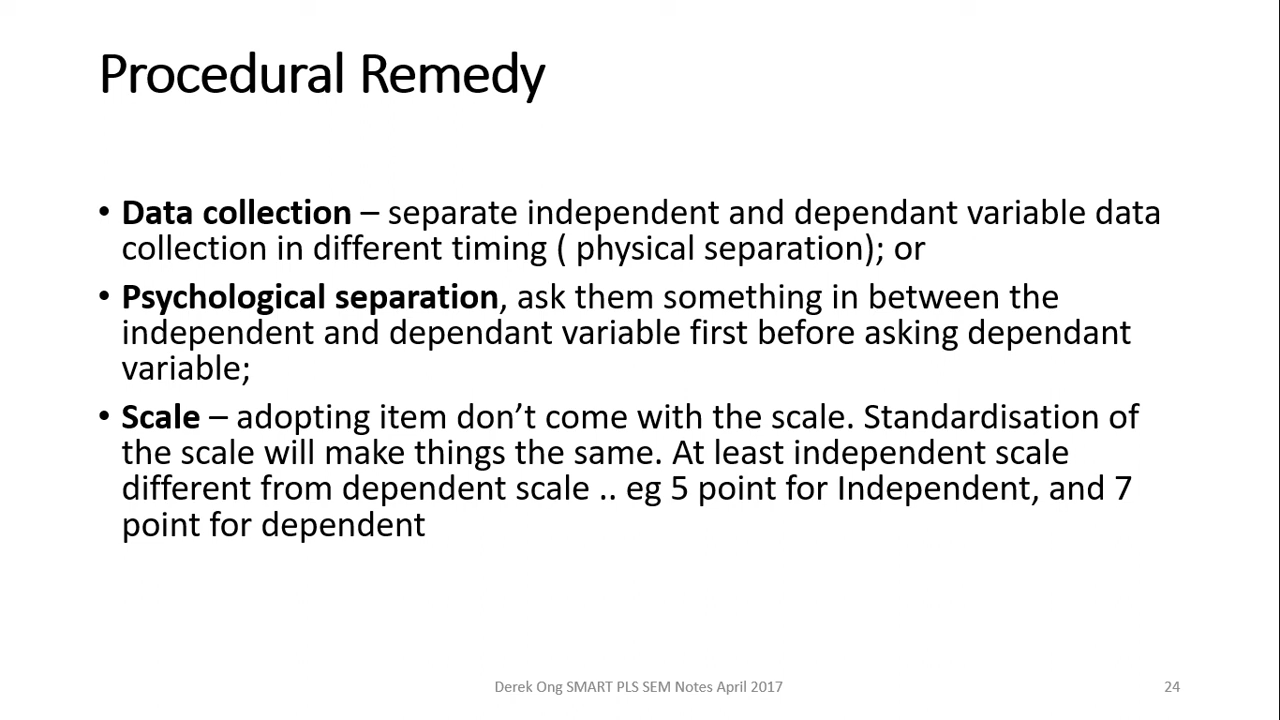 Procedural Remedy
• Data collection – separate independent and dependant variable data
collection in different timing ( physical separation); or
• Psychological separation, ask them something in between the
independent and dependant variable first before asking dependant
variable;
• Scale – adopting item don’t come with the scale. Standardisation of
the scale will make things the same. At least independent scale
different from dependent scale .. eg 5 point for Independent, and 7
point for dependent
Derek Ong SMART PLS SEM Notes April 2017
24